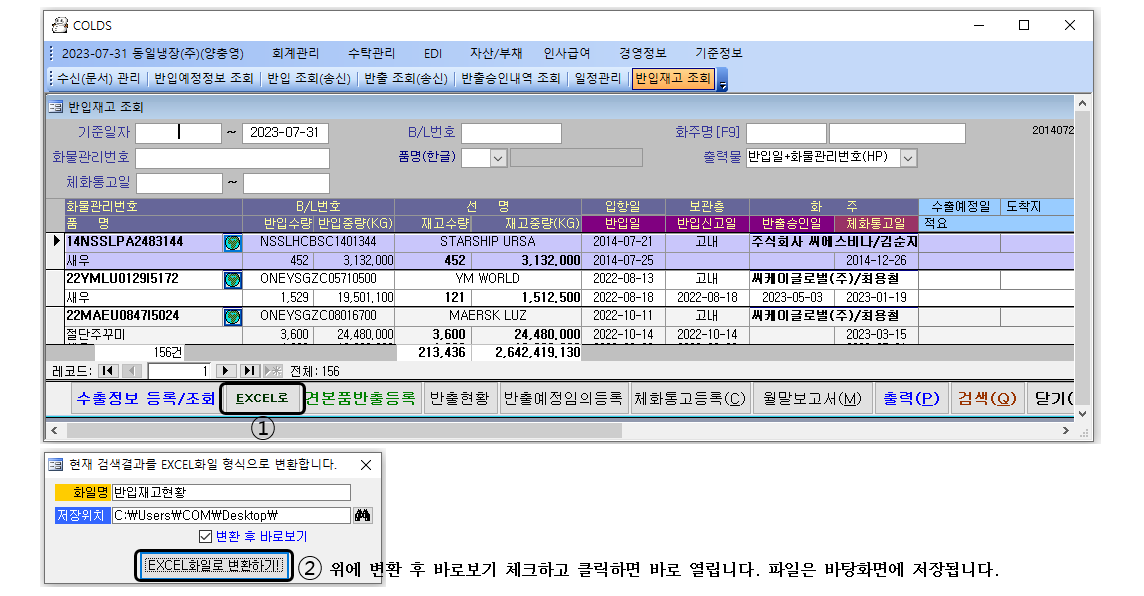 COLDS
2023-07-31 동일냉장(주)(양충영) 회계관리 수탁관리 EDI 자산/부채 인사급여 경영정보 기준정보
수신(문서) 관리 반입예정정보 조회 반입 조회(송신) 반출 조회(송신) 반출승인내역 조회 일정관리 반입재고 조회
반입재고 조회
기준일자 ~ 2023-07-31 B/L번호 화주명[F9] 2014072
화물관리번호 품명(한글) 출력물 반입일+화물관리번호(HP)
체화통고일 ~
화물관리번호 B/L번호 선 명 입항일 보관층 화 주 수출예정일 도착지
품 명 반입수량 반입중량(KG) 재고수량 재고중량(KG) 반입일 반입신고일 반출승인일 체화통고일 적요
14NSSLPA2483144 NSSLHCBSC1401344 STARSHIP URSA 2014-07-21 고내 주식회사 씨에스비나/김순지
새우 452 3,132,000 452 3,132,000 2014-07-25 2014-12-26
22YMLU0129I5172 ONEYSGZC05710500 YM WORLD 2022-08-13 고내 씨케이글로벌(주)/최용철
새우 1,529 19,501,100 121 1,512,500 2022-08-18 2022-08-18 2023-05-03 2023-01-19
22MAEU0847I5024 ONEYSGZC08016700 MAERSK LUZ 2022-10-11 고내 씨케이글로벌(주)/최용철
절단주꾸미 3,600 24,480,000 3,600 24,480,000 2022-10-14 2022-10-14 2023-03-15
156건 213,436 2,642,419,130
레코드: 1 전체: 156
수출정보 등록/조회 EXCEL로 견본품반출등록 반출현황 반출예정임의등록 체화통고등록(C) 월말보고서(M) 출력(P) 검색(Q) 닫기(
①
현재 검색결과를 EXCEL화일 형식으로 변환합니다.
화일명 반입재고현황
저장위치 C:₩Users₩COM₩Desktop₩
변환 후 바로보기
EXCEL화일로 변환하기! ② 위에 변환 후 바로보기 체크하고 클릭하면 바로 열립니다. 파일은 바탕화면에 저장됩니다.